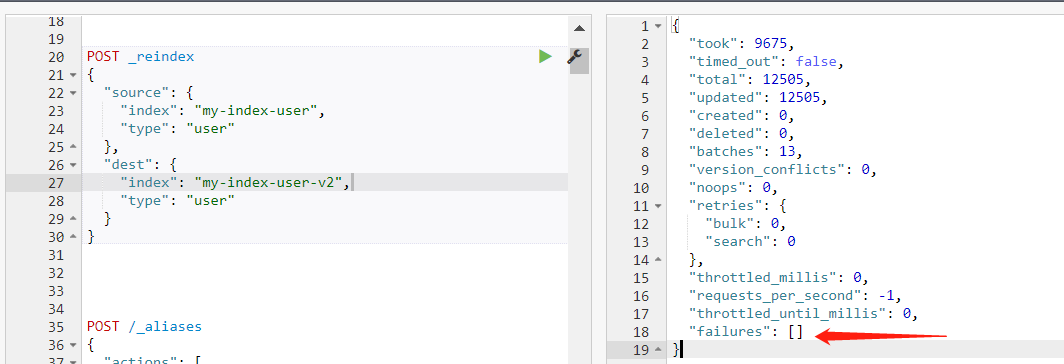 18
19
20 POST _reindex
21 {
22 "source": {
23 "index": "my-index-user",
24 "type": "user"
25 },
26 "dest": {
27 "index": "my-index-user-v2",
28 "type": "user"
29 }
30 }
31
32
33
34
35 POST /_aliases
36 {
37 "actions": [
1 {
2 "took": 9675,
3 "timed_out": false,
4 "total": 12505,
5 "updated": 12505,
6 "created": 0,
7 "deleted": 0,
8 "batches": 13,
9 "version_conflicts": 0,
10 "noops": 0,
11 "retries": {
12 "bulk": 0,
13 "search": 0
14 },
15 "throttled_millis": 0,
16 "requests_per_second": -1,
17 "throttled_until_millis": 0,
18 "failures": []
19 }